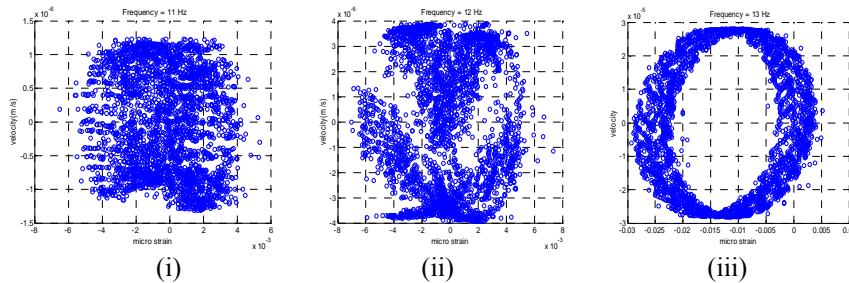 Frequency = 11 Hz
x 10⁻⁶
1.5
1
0.5
0
-0.5
-1
-1.5
velocity(m /s)
-8 -6 -4 -2 0 2 4 6
micro strain
x 10⁻³
(i)
Frequency = 12 Hz
x 10⁻⁶
4
3
2
1
0
-1
-2
-3
-4
velocity(m /s)
-8 -6 -4 -2 0 2 4 6 8
micro strain
x 10⁻³
(ii)
Frequency = 13 Hz
x 10⁻⁵
3
2
1
0
-1
-2
-3
velocity
-0.03 -0.025 -0.02 -0.015 -0.01 -0.005 0 0.005
micro strain
(iii)